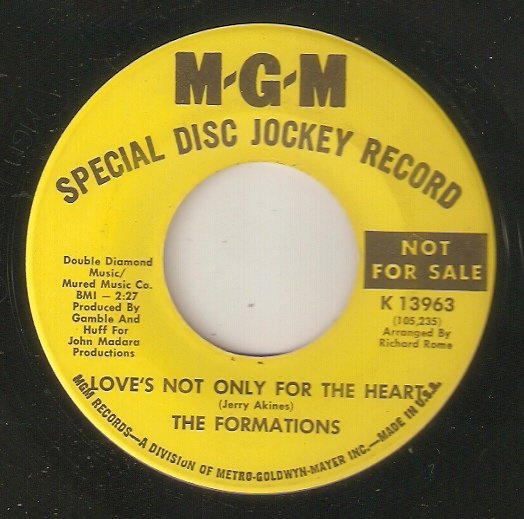 M-G-M
SPECIAL DISC JOCKEY RECORD
NOT
FOR SALE
Double Diamond
Music/
Mured Music Co.
BMI — 2:27
Produced By
Gamble And
Huff For
John Madara
Productions
K 13963
(105,235)
Arranged By
Richard Rome
LOVE'S NOT ONLY FOR THE HEART
(Jerry Akines)
THE FORMATIONS
MGM RECORDS—A DIVISION OF METRO-GOLDWYN-MAYER INC.—MADE IN U.S.A.